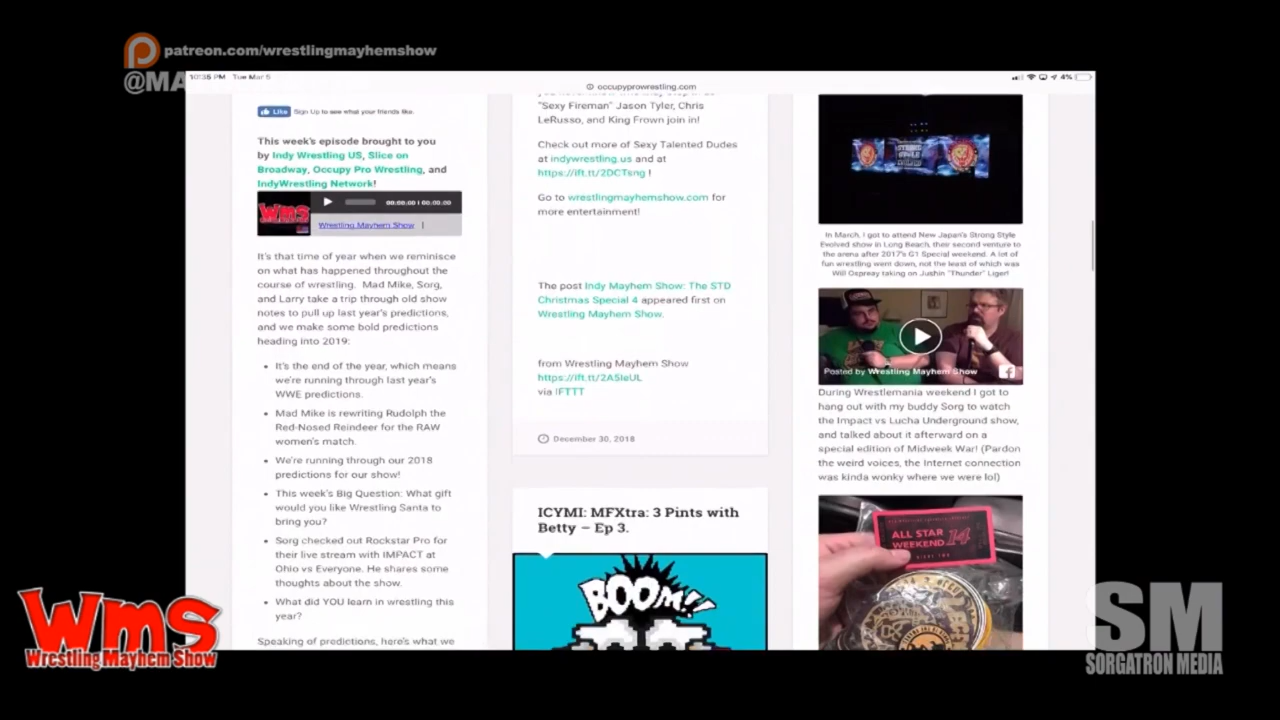 patreon.com/wrestlingmayhemshow
@MA
10:35 PM Tue Mar 5
occupyprowrestling.com
4%
Like Sign Up to see what your friends like.
This week's episode brought to you
by Indy Wrestling US, Slice on
Broadway, Occupy Pro Wrestling, and
IndyWrestling Network!
WMS
00:00:00 | 00:00:00
Wrestling Mayhem Show |
It's that time of year when we reminisce
on what has happened throughout the
course of wrestling. Mad Mike, Sorg,
and Larry take a trip through old show
notes to pull up last year's predictions,
and we make some bold predictions
heading into 2019:
• It's the end of the year, which means
we're running through last year's
WWE predictions.
• Mad Mike is rewriting Rudolph the
Red-Nosed Reindeer for the RAW
women's match.
• We're running through our 2018
predictions for our show!
• This week's Big Question: What gift
would you like Wrestling Santa to
bring you?
• Sorg checked out Rockstar Pro for
their live stream with IMPACT at
Ohio vs Everyone. He shares some
thoughts about the show.
• What did YOU learn in wrestling this
year?
Speaking of predictions, here's what we
"Sexy Fireman" Jason Tyler, Chris
LeRusso, and King Frown join in!
Check out more of Sexy Talented Dudes
at indywrestling.us and at
https://ift.tt/2DCTsng !
Go to wrestlingmayhemshow.com for
more entertainment!
The post Indy Mayhem Show: The STD
Christmas Special 4 appeared first on
Wrestling Mayhem Show.
from Wrestling Mayhem Show
https://ift.tt/2A5IeUL
via IFTTT
December 30, 2018
ICYMI: MFXtra: 3 Pints with
Betty – Ep 3.
BOOM!!
STRONG
STYLE
EVOLVED
In March, I got to attend New Japan's Strong Style
Evolved show in Long Beach, their second venture to
the arena after 2017's G1 Special weekend. A lot of
fun wrestling went down, not the least of which was
Will Ospreay taking on Jushin "Thunder" Liger!
Posted by Wrestling Mayhem Show
During Wrestlemania weekend I got to
hang out with my buddy Sorg to watch
the Impact vs Lucha Underground show,
and talked about it afterward on a
special edition of Midweek War! (Pardon
the weird voices, the Internet connection
was kinda wonky where we were lol)
ALL STAR
WEEKEND 14
WMS
Wrestling Mayhem Show
SM
SORGATRON MEDIA